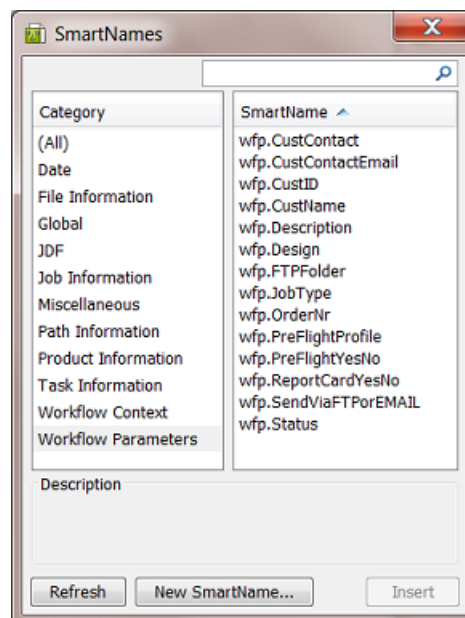 SmartNames
Category
(All)
Date
File Information
Global
JDF
Job Information
Miscellaneous
Path Information
Product Information
Task Information
Workflow Context
Workflow Parameters
SmartName
wfp.CustContact
wfp.CustContactEmail
wfp.CustID
wfp.CustName
wfp.Description
wfp.Design
wfp.FTPFolder
wfp.JobType
wfp.OrderNr
wfp.PreFlightProfile
wfp.PreFlightYesNo
wfp.ReportCardYesNo
wfp.SendViaFTPorEMAIL
wfp.Status
Description
Refresh
New SmartName...
Insert